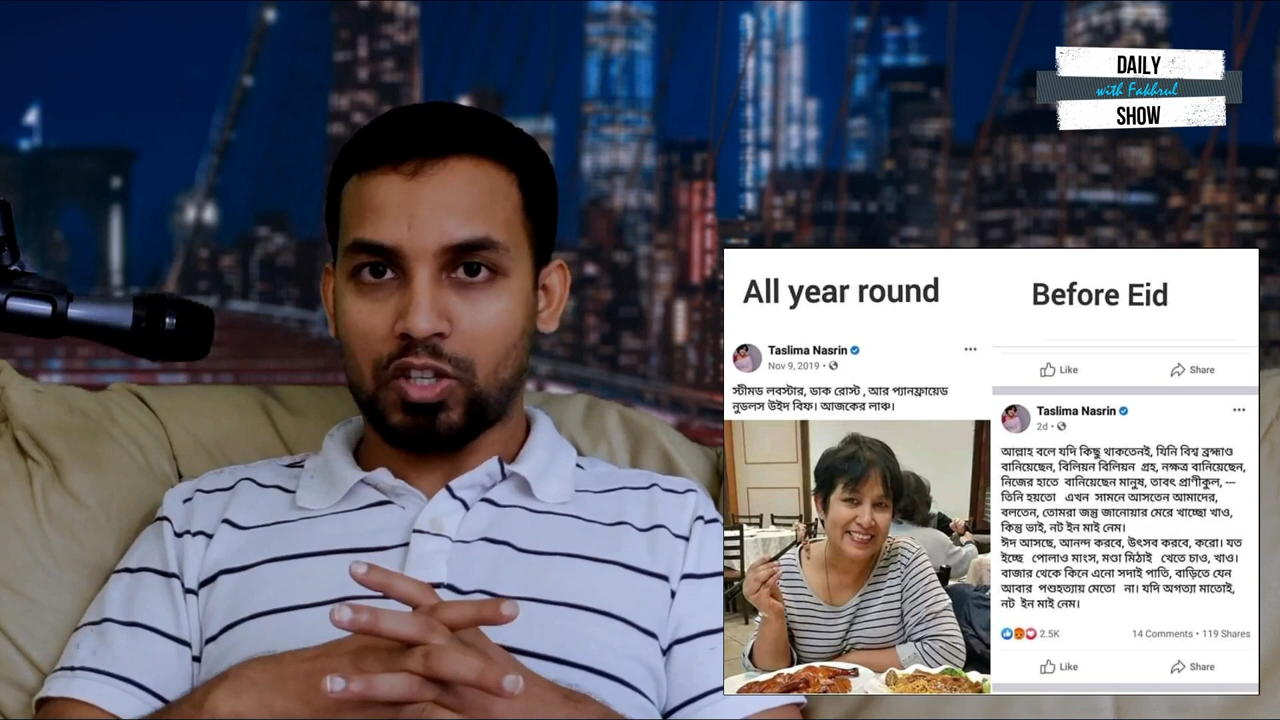 DAILY
with Fakhrul
SHOW
All year round
Taslima Nasrin
Nov 9, 2019
স্টীমড লবস্টার, ডাক রোস্ট , আর প্যানফ্রায়েড
নুডলস উইদ বিফ। আজকের লাঞ্চ।
Before Eid
Like Share
Taslima Nasrin
2d
আল্লাহ বলে যদি কিছু থাকতেনই, যিনি বিশ্ব ব্রহ্মাণ্ড
বানিয়েছেন, বিলিয়ন বিলিয়ন গ্রহ, নক্ষত্র বানিয়েছেন,
নিজের হাতে বানিয়েছেন মানুষ, তাবৎ প্রাণীকুল, ---
তিনি হয়তো এখন সামনে আসতেন আমাদের,
বলতেন, তোমরা জন্তু জানোয়ার মেরে খাচ্ছো খাও,
কিন্তু ভাই, নট ইন মাই নেম।
ঈদ আসছে, আনন্দ করবে, উৎসব করবে, করো। যত
ইচ্ছে পোলাও মাংস, মণ্ডা মিঠাই খেতে চাও, খাও।
বাজার থেকে কিনে এনো সদাই পাতি, বাড়িতে যেন
আবার পশুহত্যায় মেতো না। যদি অগত্যা মাতোই,
নট ইন মাই নেম।
2.5K 14 Comments • 119 Shares
Like Share